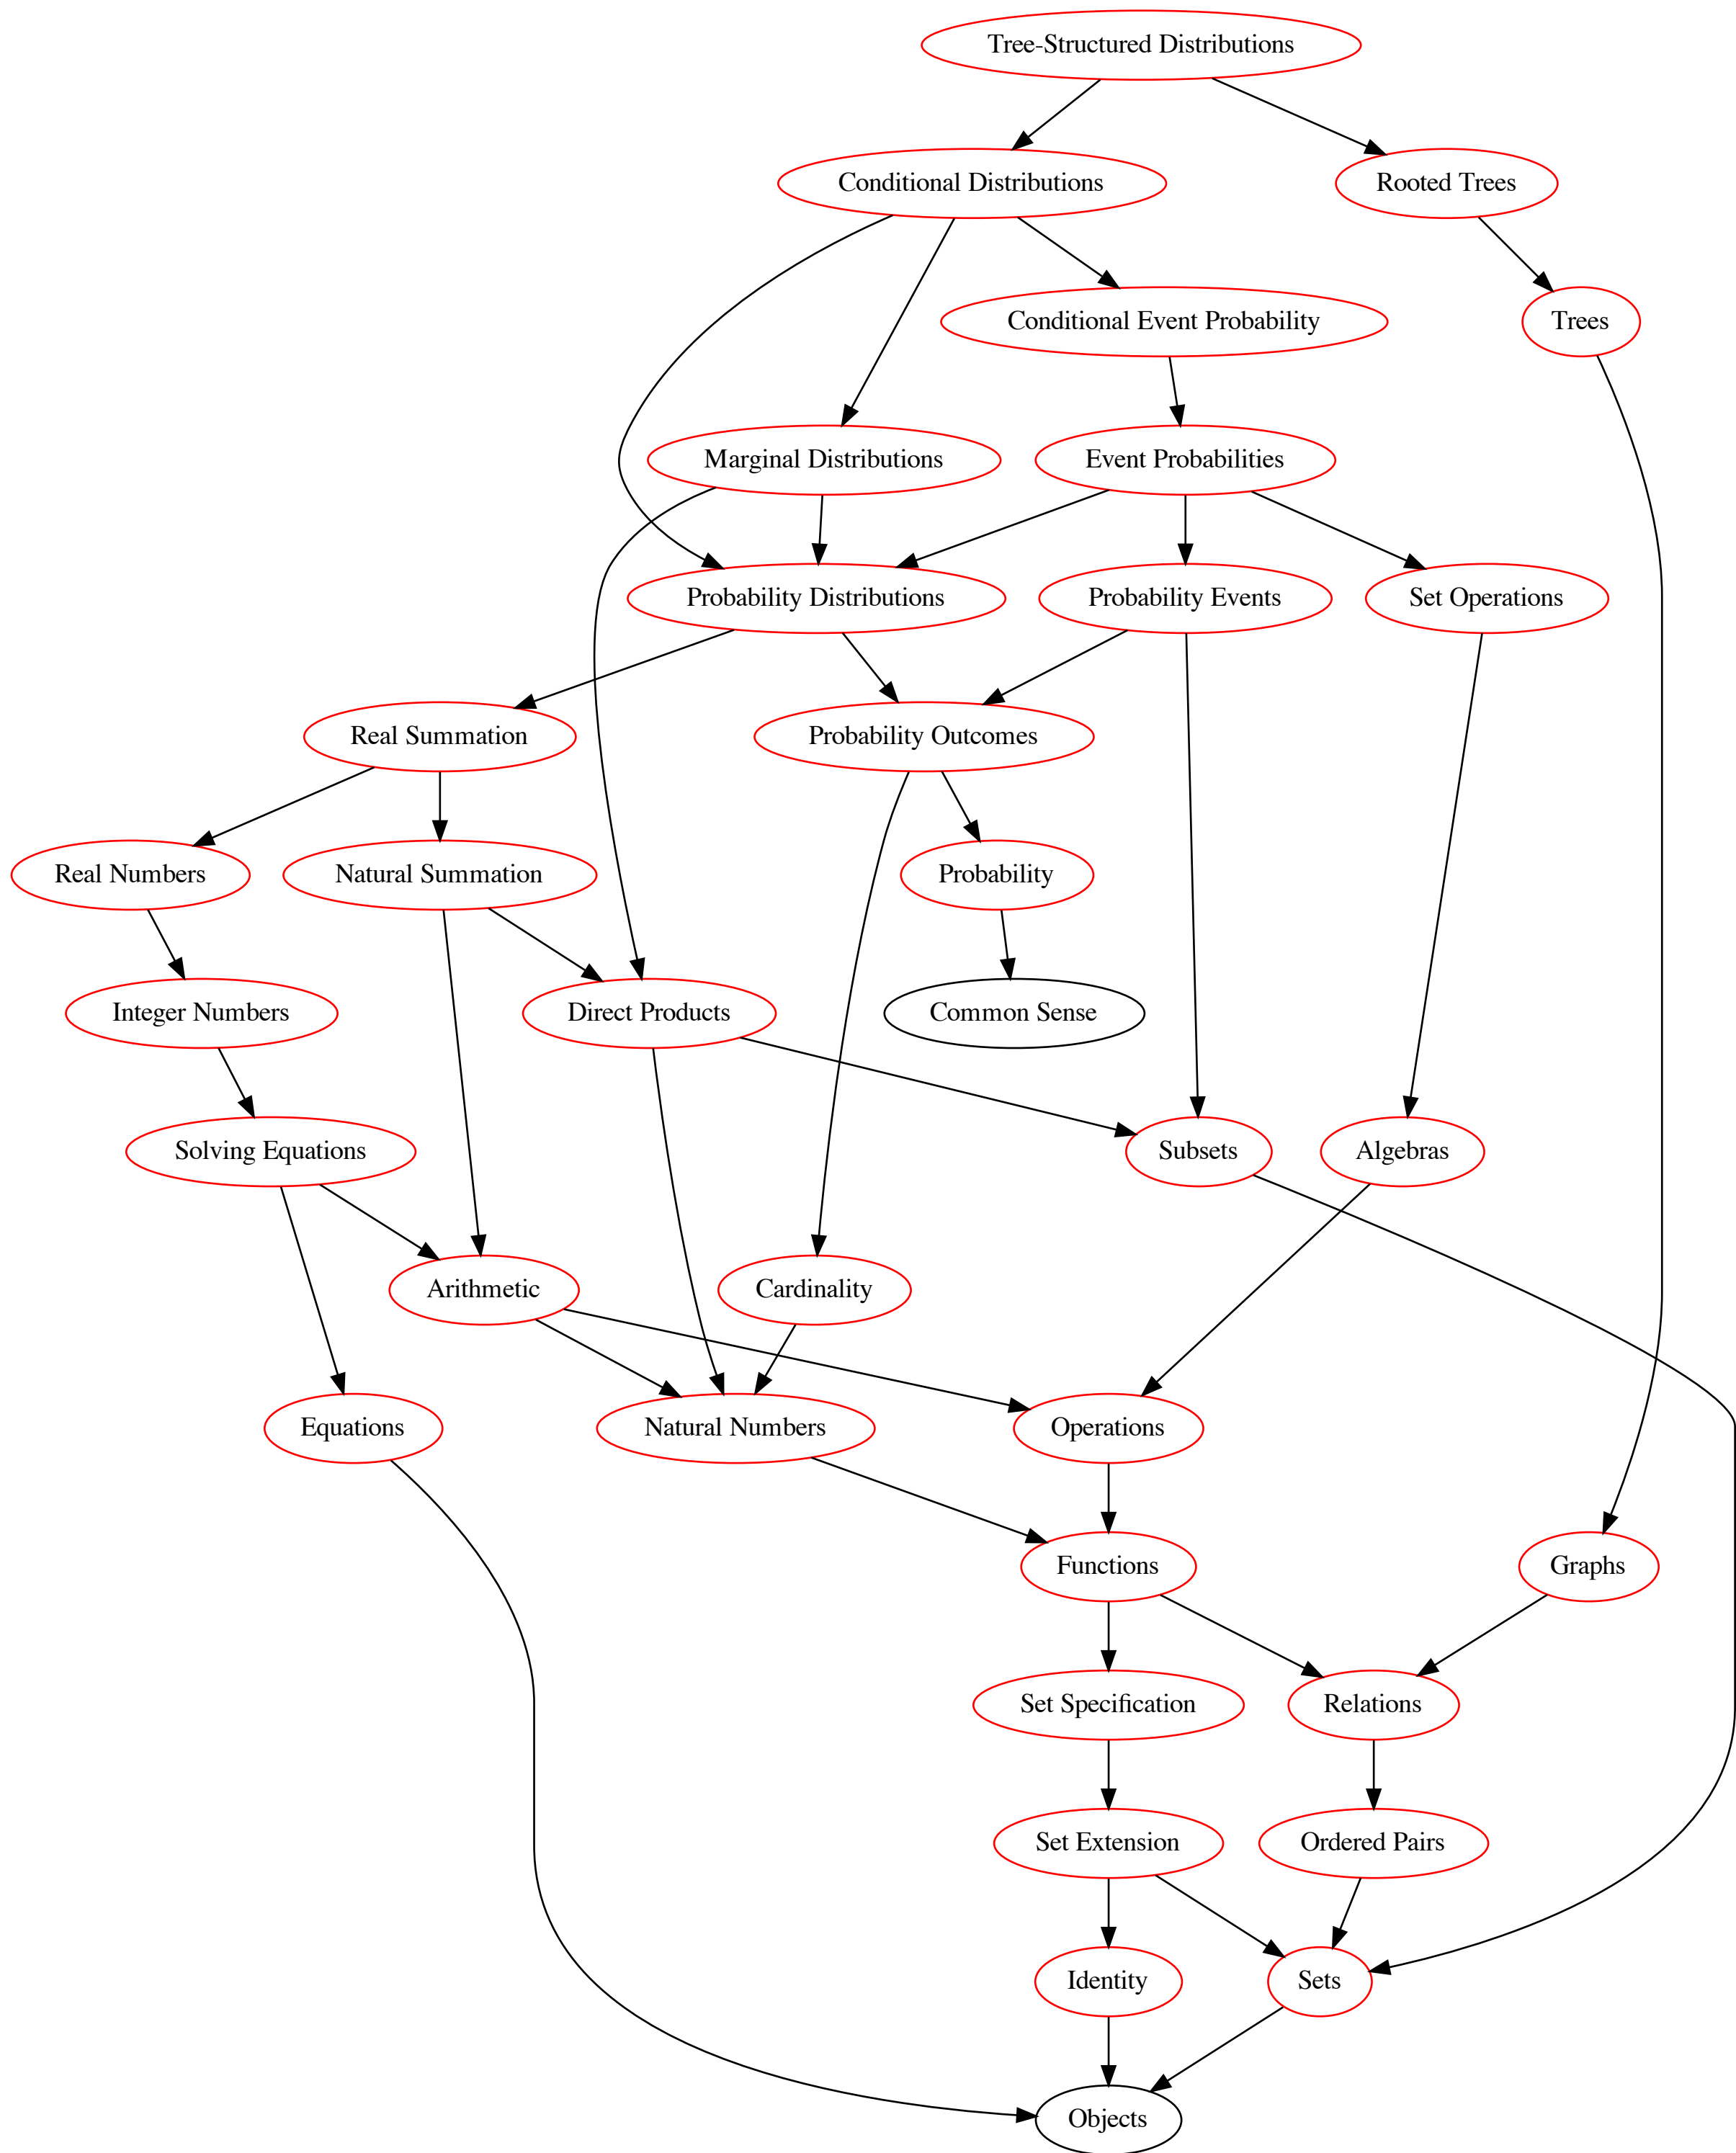 Tree-Structured Distributions
Conditional Distributions
Rooted Trees
Conditional Event Probability
Trees
Marginal Distributions
Event Probabilities
Probability Distributions
Probability Events
Set Operations
Real Summation
Probability Outcomes
Real Numbers
Natural Summation
Probability
Integer Numbers
Direct Products
Common Sense
Solving Equations
Subsets
Algebras
Arithmetic
Cardinality
Equations
Natural Numbers
Operations
Functions
Graphs
Set Specification
Relations
Set Extension
Ordered Pairs
Identity
Sets
Objects